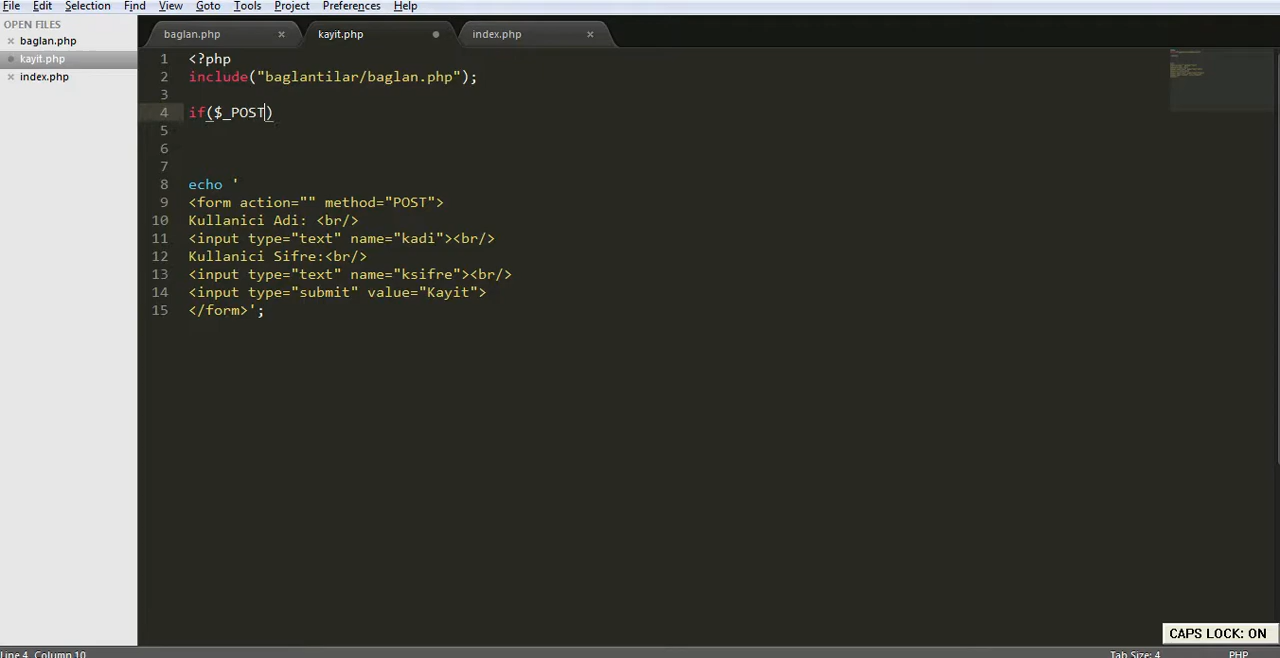 File Edit Selection Find View Goto Tools Project Preferences Help
OPEN FILES
baglan.php
kayit.php
index.php
baglan.php kayit.php index.php
1 <?php
2 include("baglantilar/baglan.php");
3
4 if($_POST)
5
6
7
8 echo '
9 <form action="" method="POST">
10 Kullanici Adi: <br/>
11 <input type="text" name="kadi"><br/>
12 Kullanici Sifre:<br/>
13 <input type="text" name="ksifre"><br/>
14 <input type="submit" value="Kayit">
15 </form>';
CAPS LOCK: ON
Line 4, Column 10 Tab Size: 4 PHP